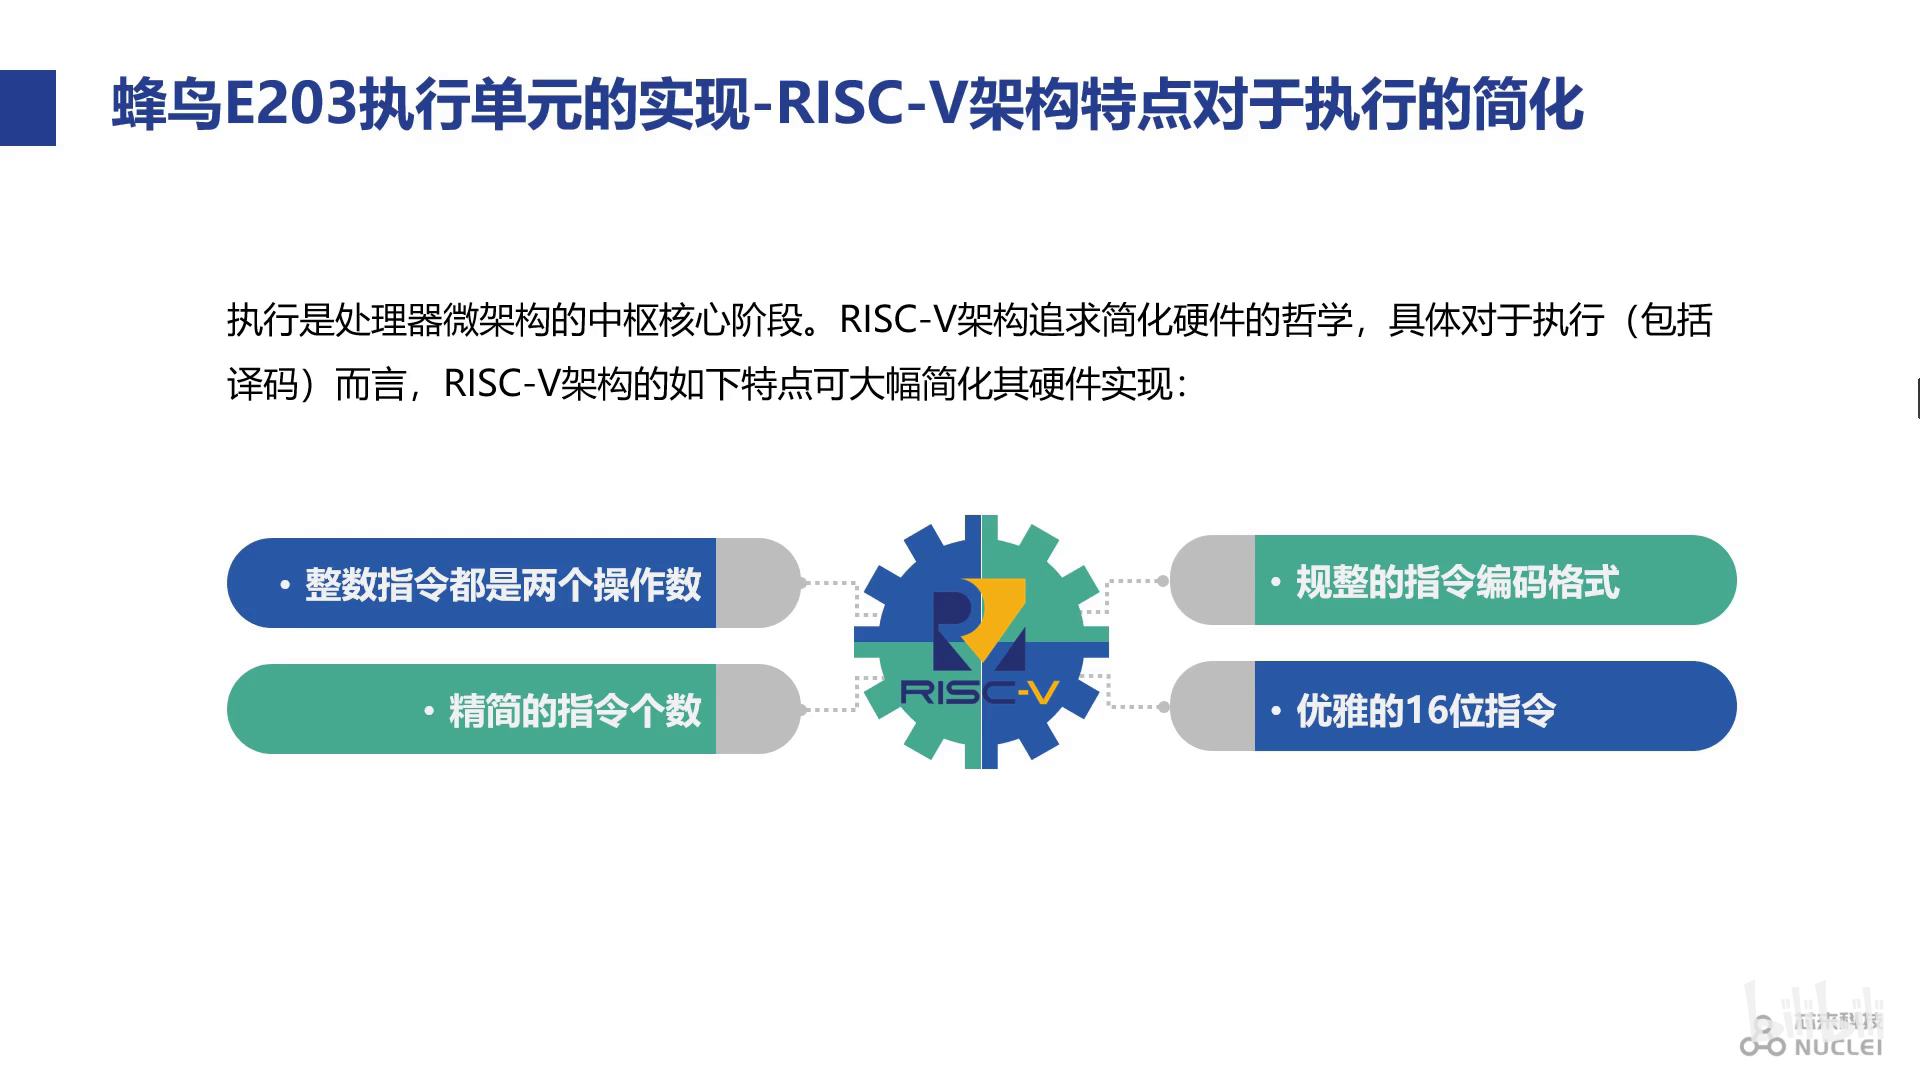 蜂鸟E203执行单元的实现-RISC-V架构特点对于执行的简化
执行是处理器微架构的中枢核心阶段。RISC-V架构追求简化硬件的哲学，具体对于执行（包括
译码）而言，RISC-V架构的如下特点可大幅简化其硬件实现：
• 整数指令都是两个操作数
• 规整的指令编码格式
RISC-V
• 精简的指令个数
• 优雅的16位指令
bilibili
芯来科技
NUCLEI